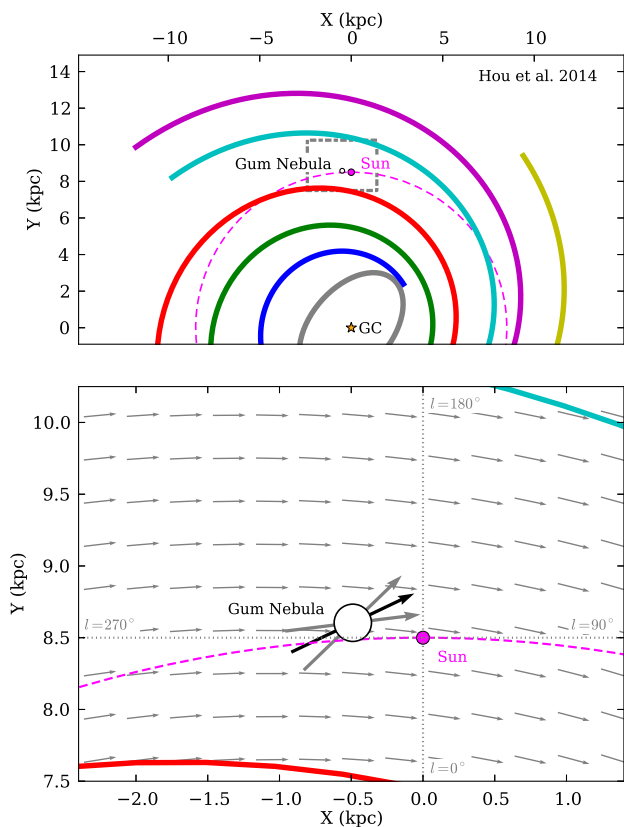 X (kpc)
−10 −5 0 5 10
Hou et al. 2014
14
12
10
8
6
4
2
0
Y (kpc)
Gum Nebula
Sun
GC
10.0
9.5
9.0
8.5
8.0
7.5
Y (kpc)
l=180°
Gum Nebula
l=270°
l=90°
Sun
l=0°
−2.0 −1.5 −1.0 −0.5 0.0 0.5 1.0
X (kpc)